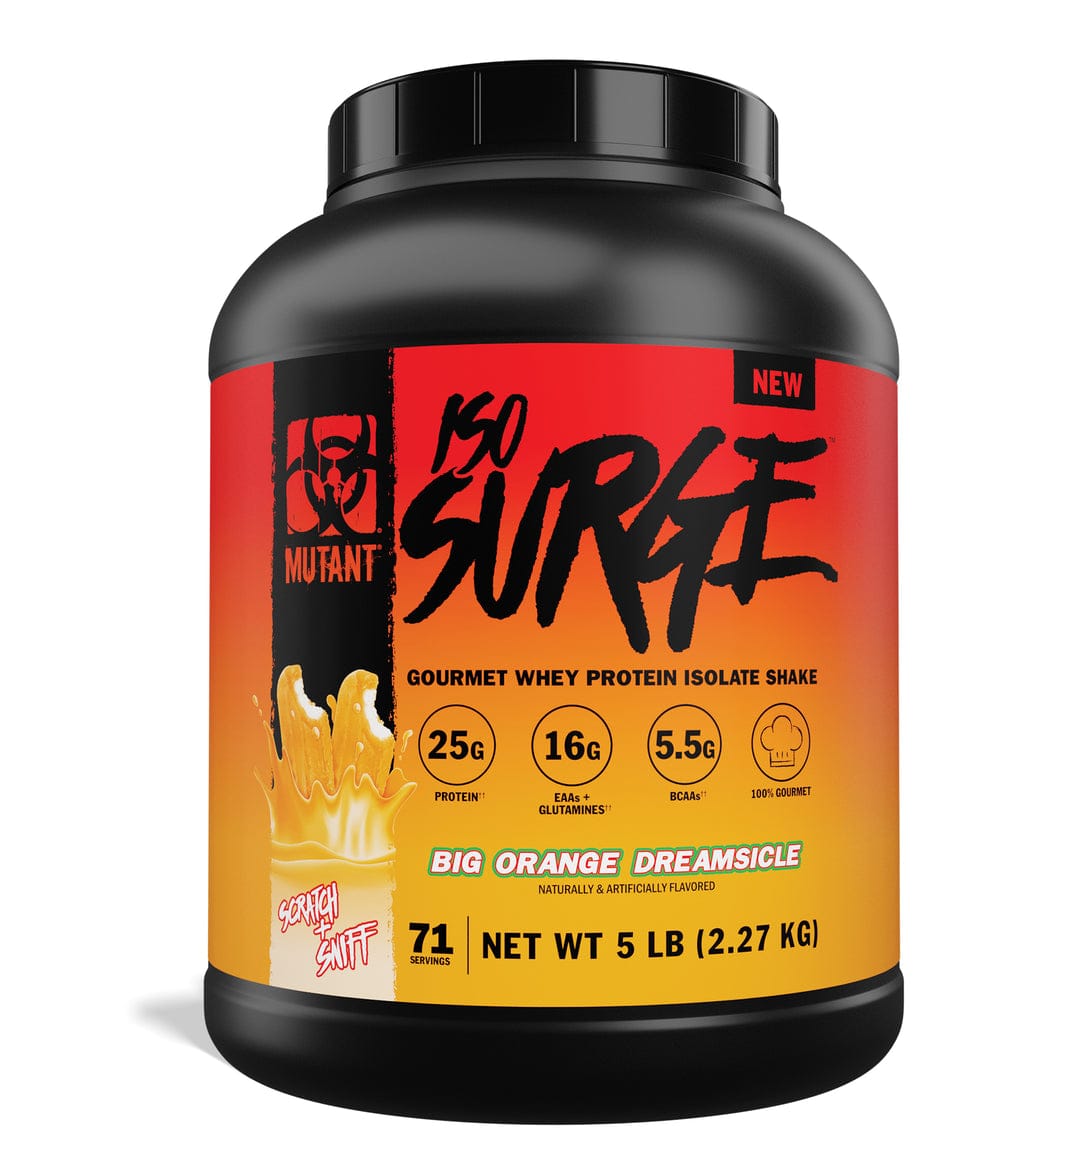 NEW
ISO
SURGE™
MUTANT®
GOURMET WHEY PROTEIN ISOLATE SHAKE
25G
PROTEIN††
16G
EAAs +
GLUTAMINES††
5.5G
BCAAs††
100% GOURMET
BIG ORANGE DREAMSICLE
NATURALLY & ARTIFICIALLY FLAVORED
SCRATCH
+
SNIFF
71
SERVINGS
NET WT 5 LB (2.27 KG)